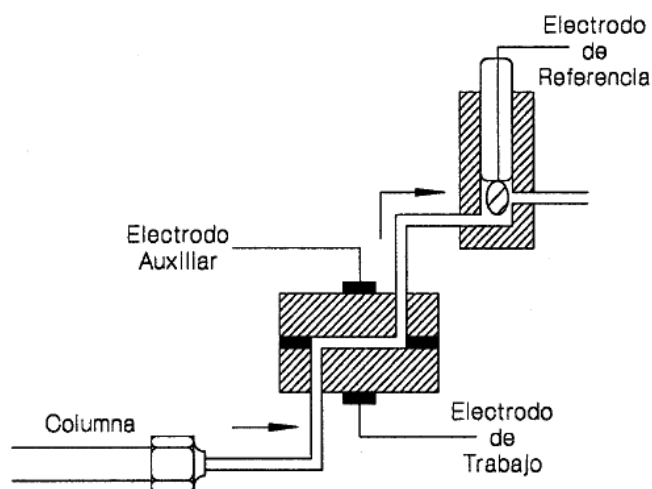 Electrodo
de
Referencia
Electrodo
Auxiliar
Columna
Electrodo
de
Trabajo